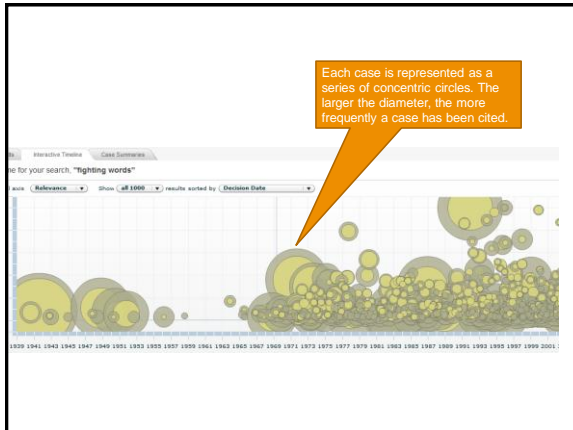 Each case is represented as a
series of concentric circles. The
larger the diameter, the more
frequently a case has been cited.
Interactive Timeline Case Summaries
ne for your search, "fighting words"
l axis Relevance Show all 1000 results sorted by Decision Date
1939 1941 1943 1945 1947 1949 1951 1953 1955 1957 1959 1961 1963 1965 1967 1969 1971 1973 1975 1977 1979 1981 1983 1985 1987 1989 1991 1993 1995 1997 1999 2001